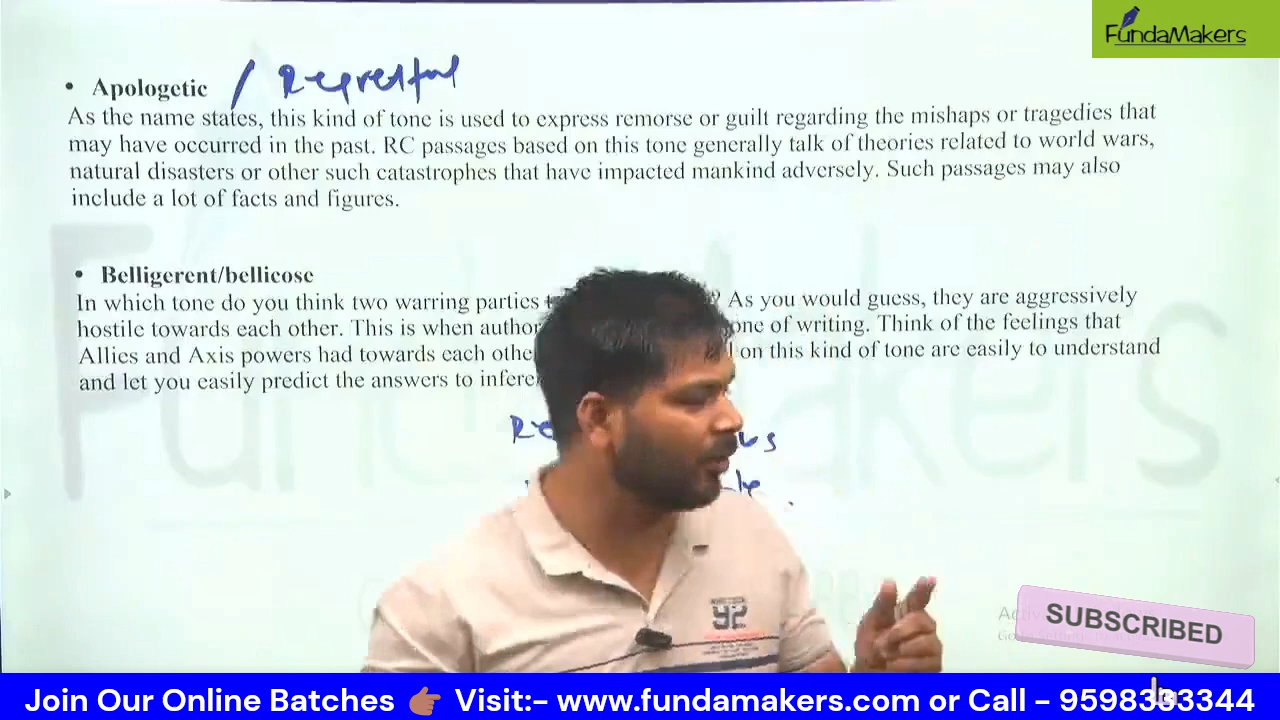 FundaMakers
• Apologetic / Regretful
As the name states, this kind of tone is used to express remorse or guilt regarding the mishaps or tragedies that
may have occurred in the past. RC passages based on this tone generally talk of theories related to world wars,
natural disasters or other such catastrophes that have impacted mankind adversely. Such passages may also
include a lot of facts and figures.
• Belligerent/bellicose
In which tone do you think two warring parties ? As you would guess, they are aggressively
hostile towards each other. This is when author one of writing. Think of the feelings that
Allies and Axis powers had towards each othe on this kind of tone are easily to understand
and let you easily predict the answers to infere
92
SUBSCRIBED
Join Our Online Batches 👉🏽 Visit:- www.fundamakers.com or Call - 9598333344